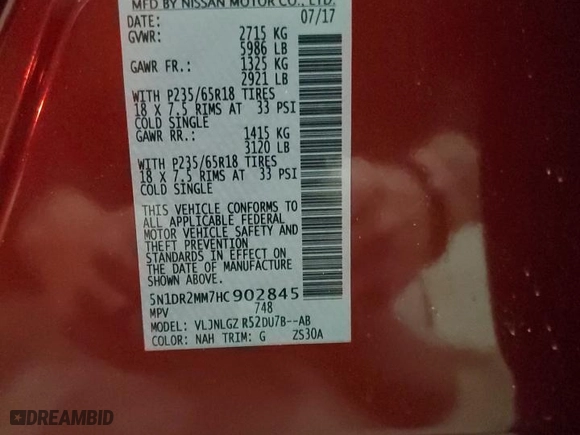 MFD BY NISSAN MOTOR CO., LTD.
DATE: 07/17
GVWR: 2715 KG
5986 LB
GAWR FR.: 1325 KG
2921 LB
WITH P235/65R18 TIRES
18 X 7.5 RIMS AT 33 PSI
COLD SINGLE
GAWR RR.: 1415 KG
3120 LB
WITH P235/65R18 TIRES
18 X 7.5 RIMS AT 33 PSI
COLD SINGLE
THIS VEHICLE CONFORMS TO
ALL APPLICABLE FEDERAL
MOTOR VEHICLE SAFETY AND
THEFT PREVENTION
STANDARDS IN EFFECT ON
THE DATE OF MANUFACTURE
SHOWN ABOVE.
5N1DR2MM7HC902845
MPV 748
MODEL: VLJNLGZ R52DU7B--AB
COLOR: NAH TRIM: G ZS30A
DREAMBID